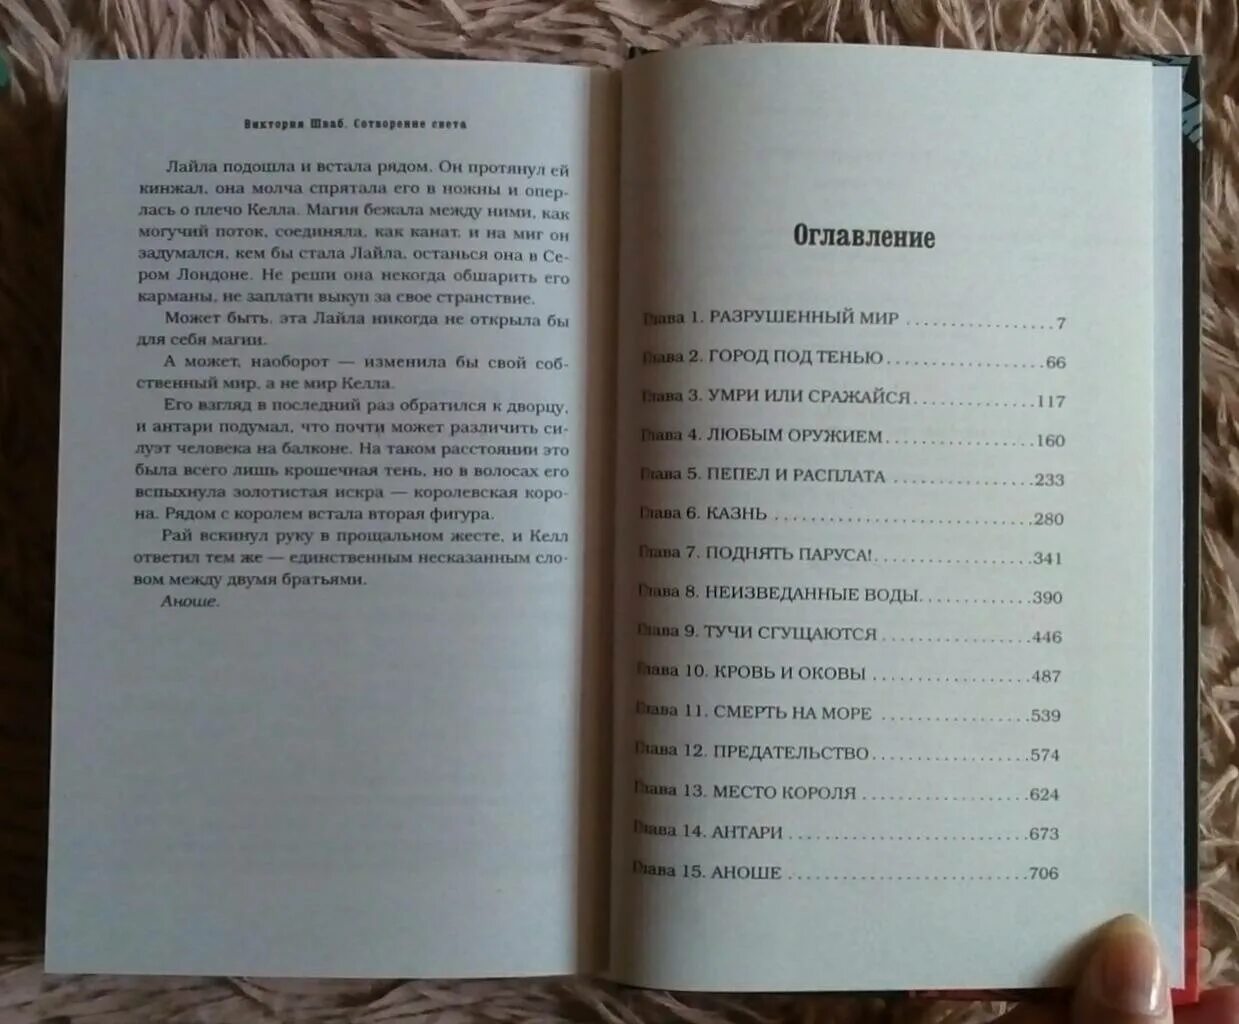 Виктория Шваб. Сотворение света
Лайла подошла и встала рядом. Он протянул ей
кинжал, она молча спрятала его в ножны и опер-
лась о плечо Келла. Магия бежала между ними, как
могучий поток, соединяла, как канат, и на миг он
задумался, кем бы стала Лайла, останься она в Се-
ром Лондоне. Не реши она некогда обшарить его
карманы, не заплати выкуп за свое странствие.
Может быть, эта Лайла никогда не открыла бы
для себя магии.
А может, наоборот — изменила бы свой соб-
ственный мир, а не мир Келла.
Его взгляд в последний раз обратился к дворцу,
и антари подумал, что почти может различить си-
луэт человека на балконе. На таком расстоянии это
была всего лишь крошечная тень, но в волосах его
вспыхнула золотистая искра — королевская коро-
на. Рядом с королем встала вторая фигура.
Рай вскинул руку в прощальном жесте, и Келл
ответил тем же — единственным несказанным сло-
вом между двумя братьями.
Аноше.
Оглавление
Глава 1. РАЗРУШЕННЫЙ МИР ............... 7
Глава 2. ГОРОД ПОД ТЕНЬЮ ............... 66
Глава 3. УМРИ ИЛИ СРАЖАЙСЯ ............... 117
Глава 4. ЛЮБЫМ ОРУЖИЕМ ............... 160
Глава 5. ПЕПЕЛ И РАСПЛАТА ............... 233
Глава 6. КАЗНЬ ............... 280
Глава 7. ПОДНЯТЬ ПАРУСА! ............... 341
Глава 8. НЕИЗВЕДАННЫЕ ВОДЫ ............... 390
Глава 9. ТУЧИ СГУЩАЮТСЯ ............... 446
Глава 10. КРОВЬ И ОКОВЫ ............... 487
Глава 11. СМЕРТЬ НА МОРЕ ............... 539
Глава 12. ПРЕДАТЕЛЬСТВО ............... 574
Глава 13. МЕСТО КОРОЛЯ ............... 624
Глава 14. АНТАРИ ............... 673
Глава 15. АНОШЕ ............... 706